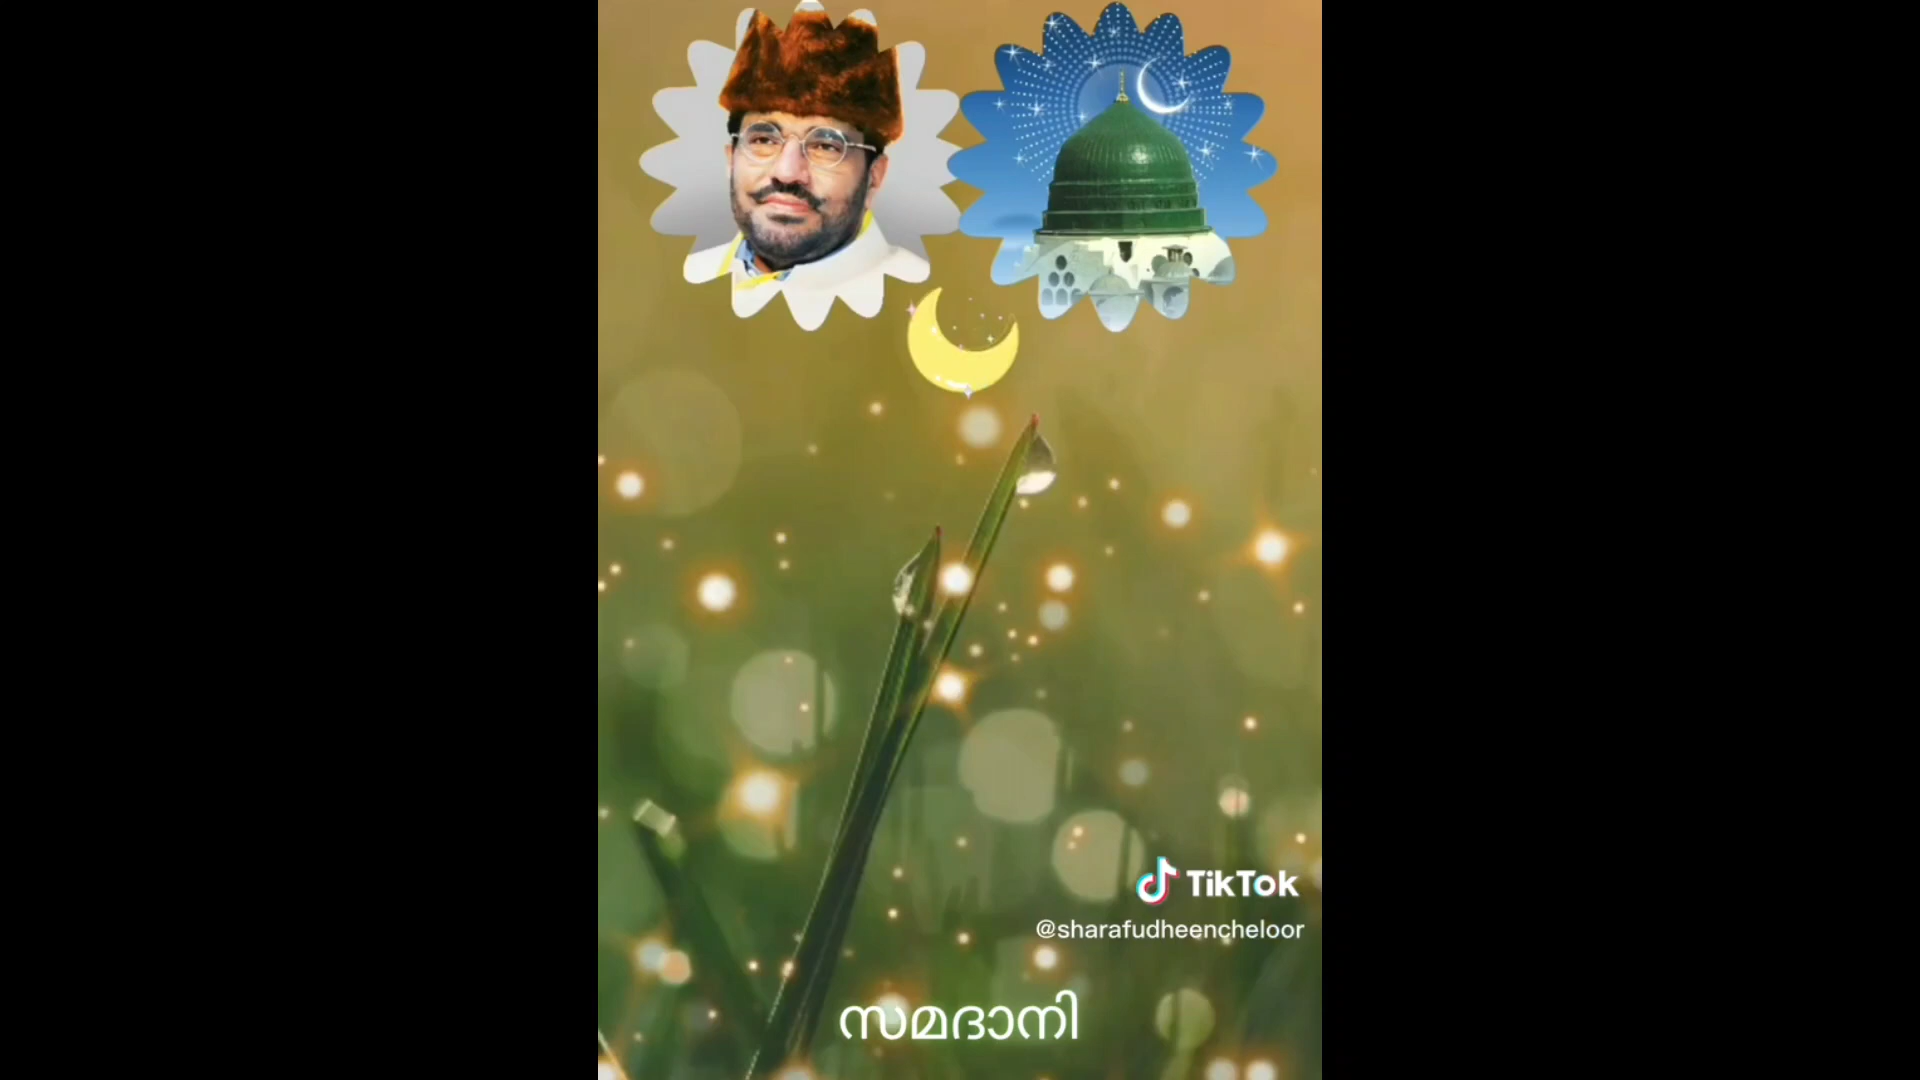 TikTok
@sharafudheencheloor
സമദാനി